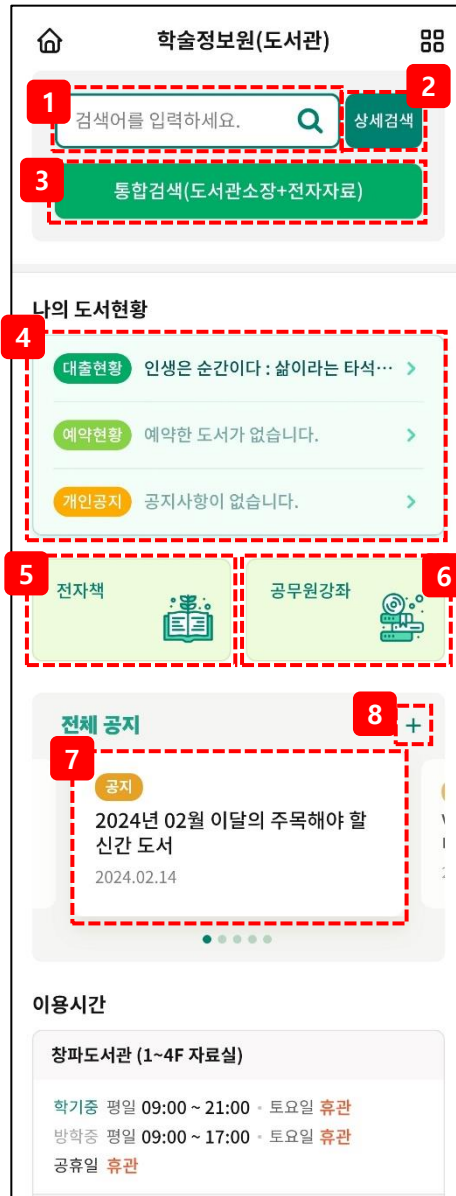 학술정보원(도서관)
1
2
검색어를 입력하세요.
상세검색
3
통합검색(도서관소장+전자자료)
나의 도서현황
4
대출현황 인생은 순간이다 : 삶이라는 타석···
예약현황 예약한 도서가 없습니다.
개인공지 공지사항이 없습니다.
5
전자책
6
공무원강좌
전체 공지
8
+
7
공지
2024년 02월 이달의 주목해야 할
신간 도서
2024.02.14
이용시간
창파도서관 (1~4F 자료실)
학기중 평일 09:00 ~ 21:00 • 토요일 휴관
방학중 평일 09:00 ~ 17:00 • 토요일 휴관
공휴일 휴관